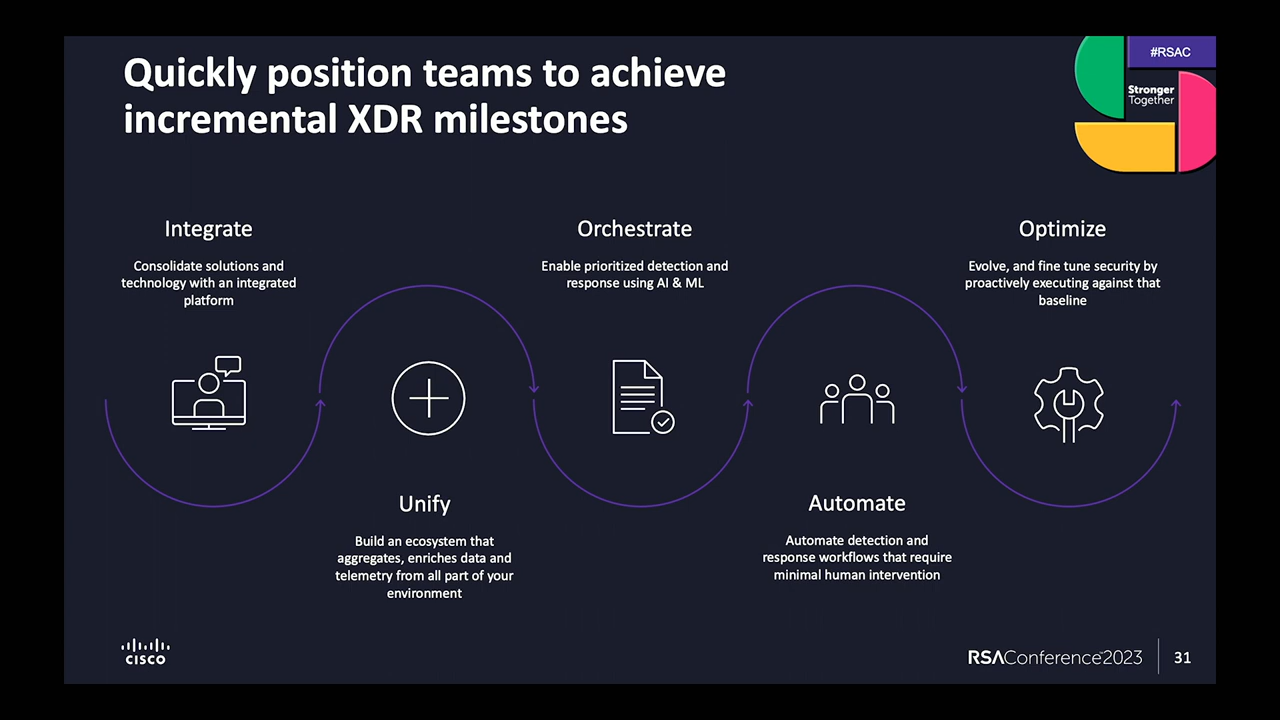 Quickly position teams to achieve
incremental XDR milestones
#RSAC
Stronger
Together
Integrate
Consolidate solutions and
technology with an integrated
platform
Unify
Build an ecosystem that
aggregates, enriches data and
telemetry from all part of your
environment
Orchestrate
Enable prioritized detection and
response using AI & ML
Automate
Automate detection and
response workflows that require
minimal human intervention
Optimize
Evolve, and fine tune security by
proactively executing against that
baseline
CISCO
RSAConference™2023
31